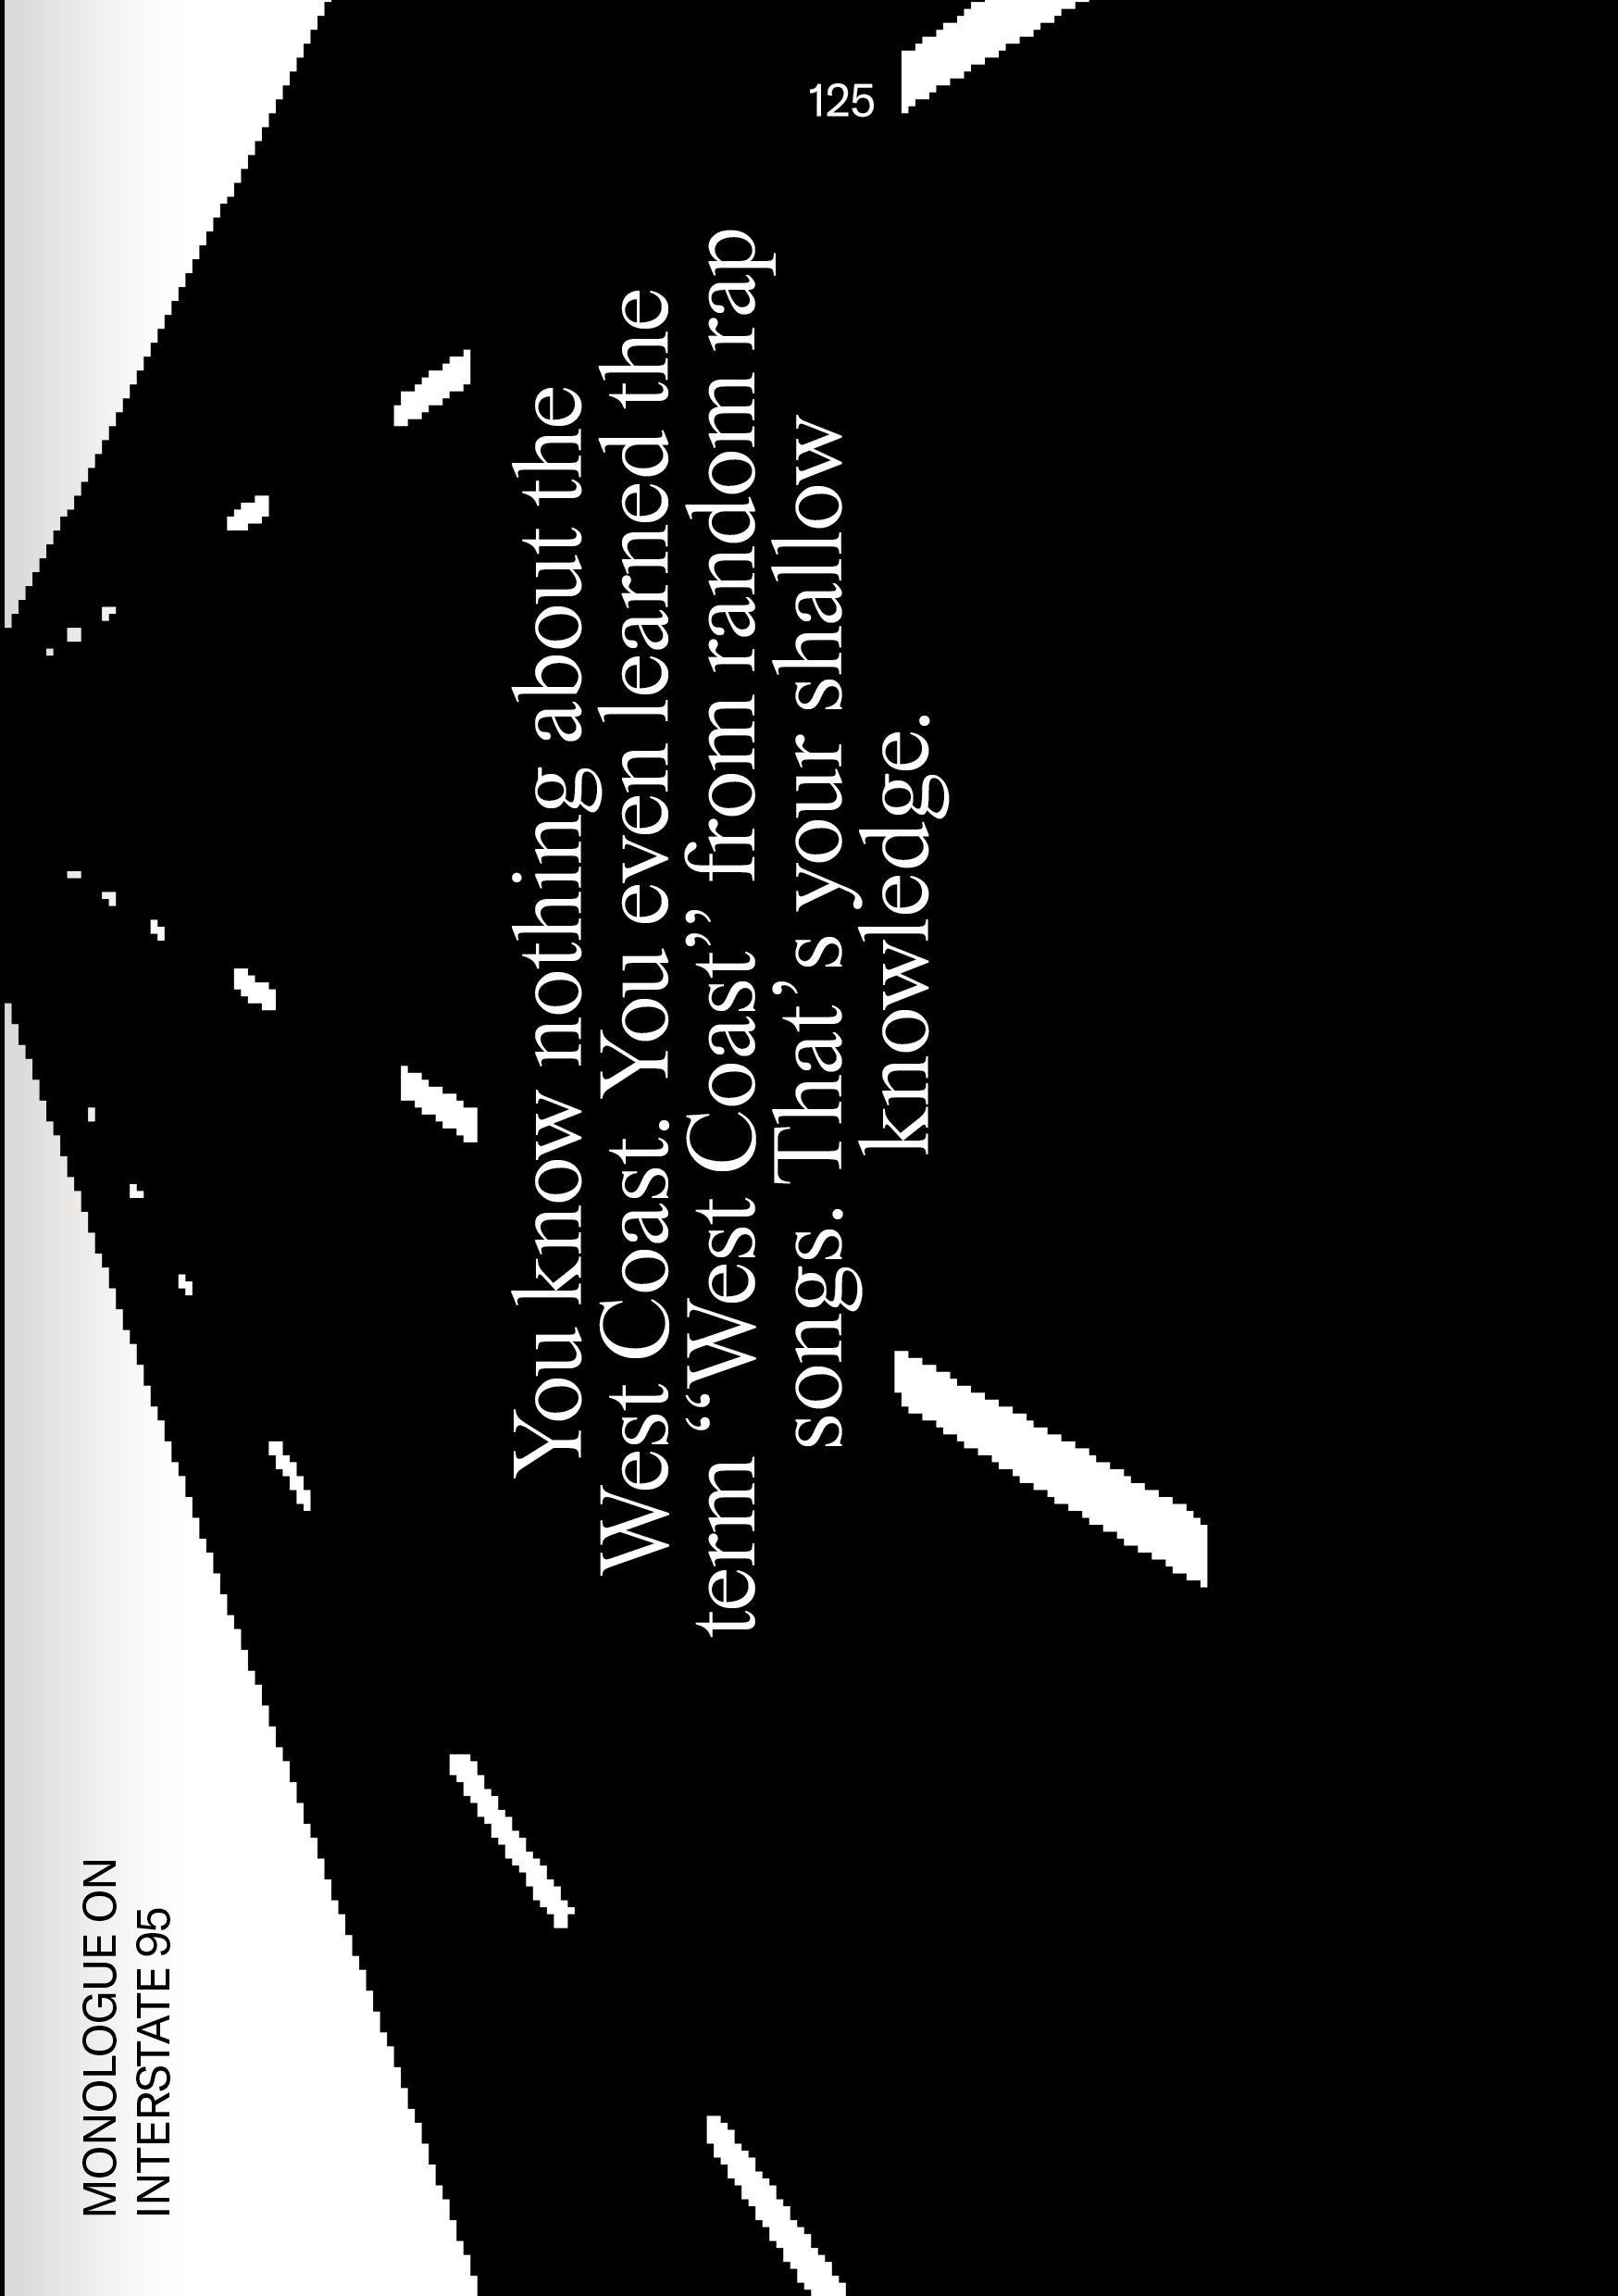 125
You know nothing about the
West Coast. You even learned the
term “West Coast” from random rap
songs. That’s your shallow
knowledge.
MONOLOGUE ON
INTERSTATE 95